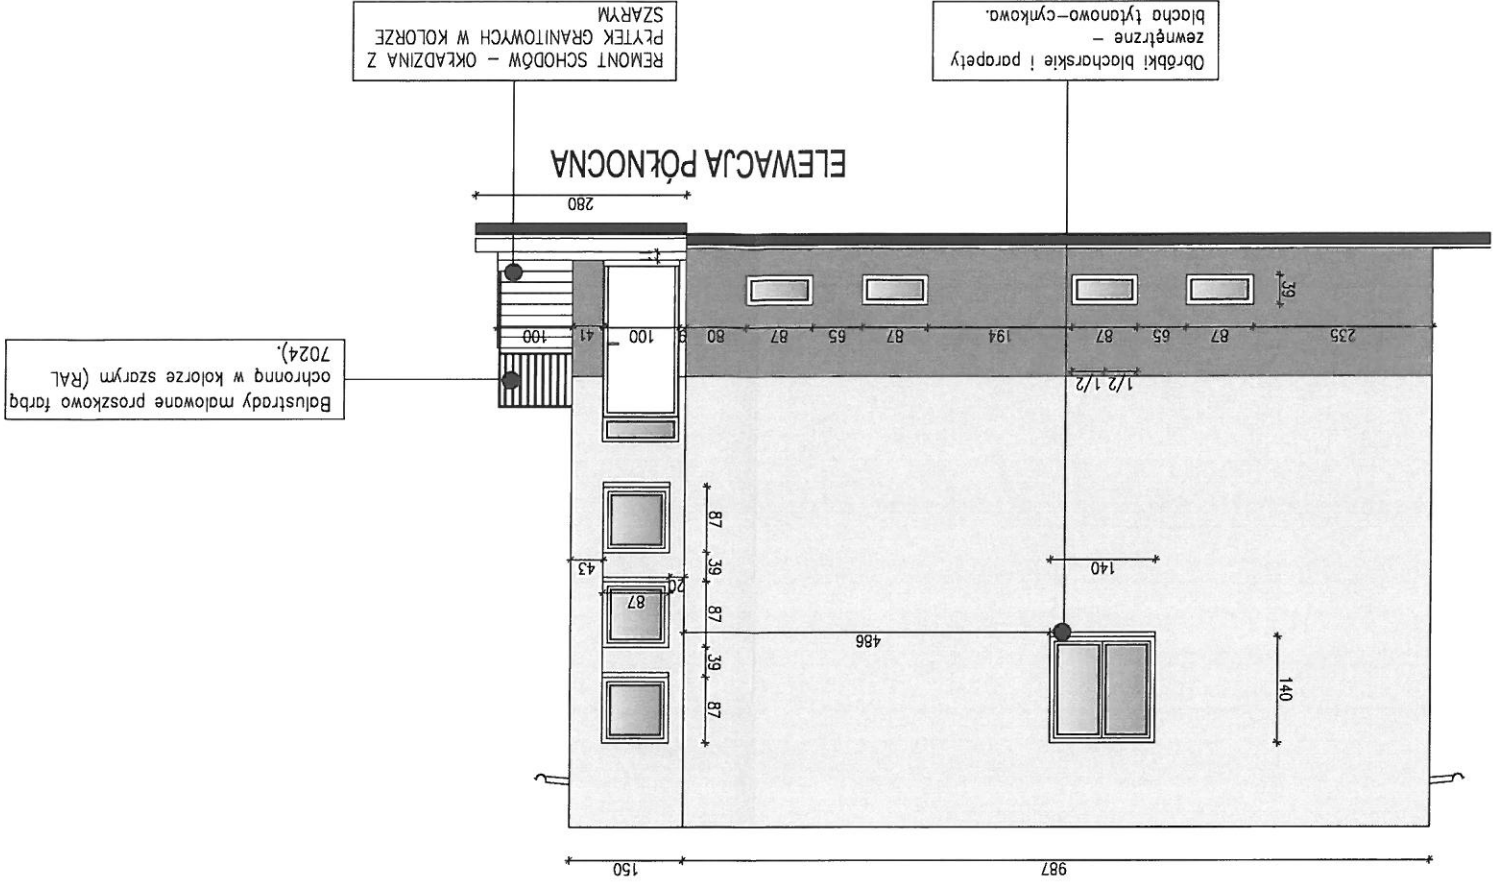 987
150
87
140
39
486
87
87
20
140
43
39
87
1/2 1/2
Balustrady malowane proszkowo farbą
ochronną w kolorze szarym (RAL
7024).
235 87 65 87 194 87 65 87 80 9 100 41 100
39
280
ELEWACJA PÓŁNOCNA
Obróbki blacharskie i parapety
zewnętrzne –
blacha tytanowo-cynkowa.
REMONT SCHODÓW – OKŁADZINA Z
PŁYTEK GRANITOWYCH W KOLORZE
SZARYM